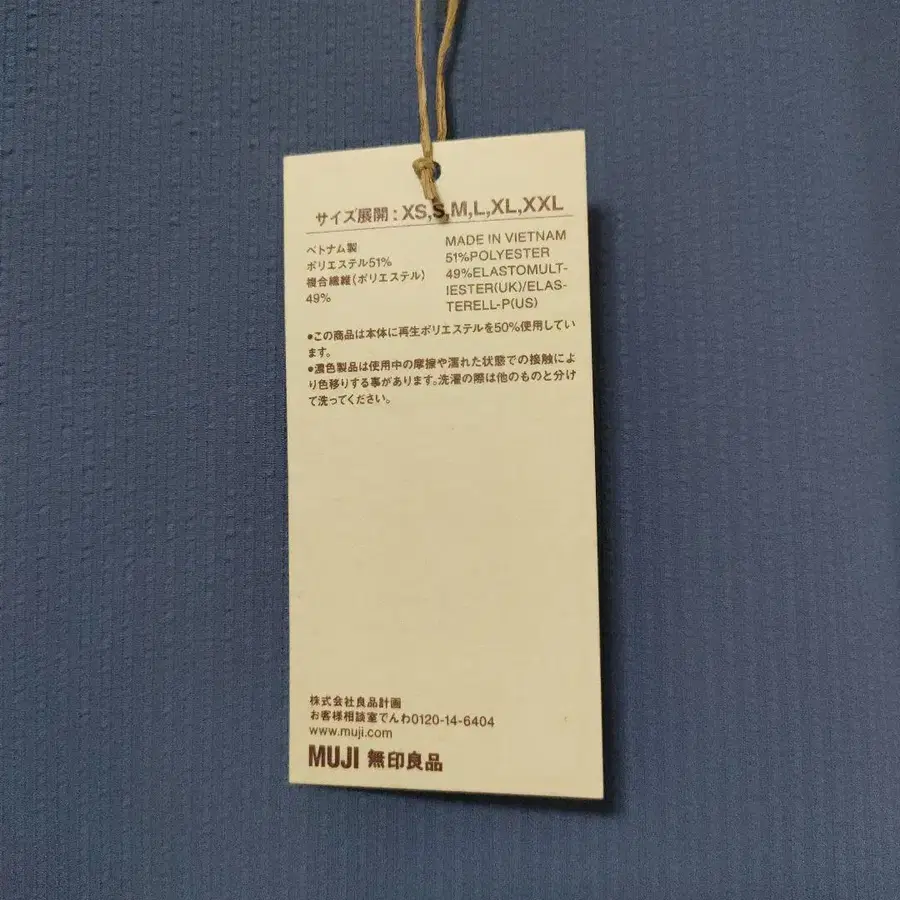 サイズ展開 : XS,S,M,L,XL,XXL
ベトナム製
ポリエステル51%
複合繊維(ポリエステル)
49%
MADE IN VIETNAM
51%POLYESTER
49%ELASTOMULT-
IESTER(UK)/ELAS-
TERELL-P(US)
●この商品は本体に再生ポリエステルを50%使用してい
ます。
●濃色製品は使用中の摩擦や濡れた状態での接触によ
り色移りする事があります。洗濯の際は他のものと分け
て洗ってください。
株式会社良品計画
お客様相談室でんわ0120-14-6404
www.muji.com
MUJI 無印良品